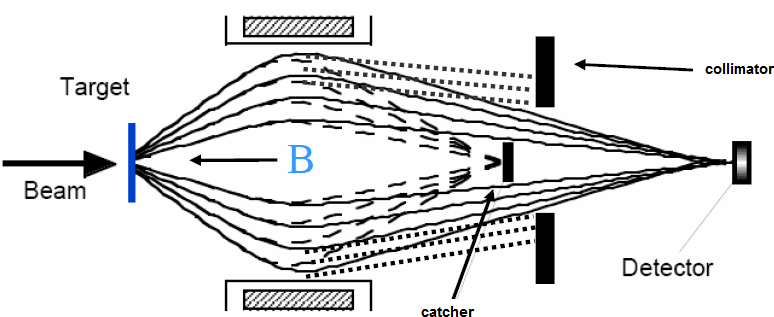 collimator
Target
B
Beam
Detector
catcher